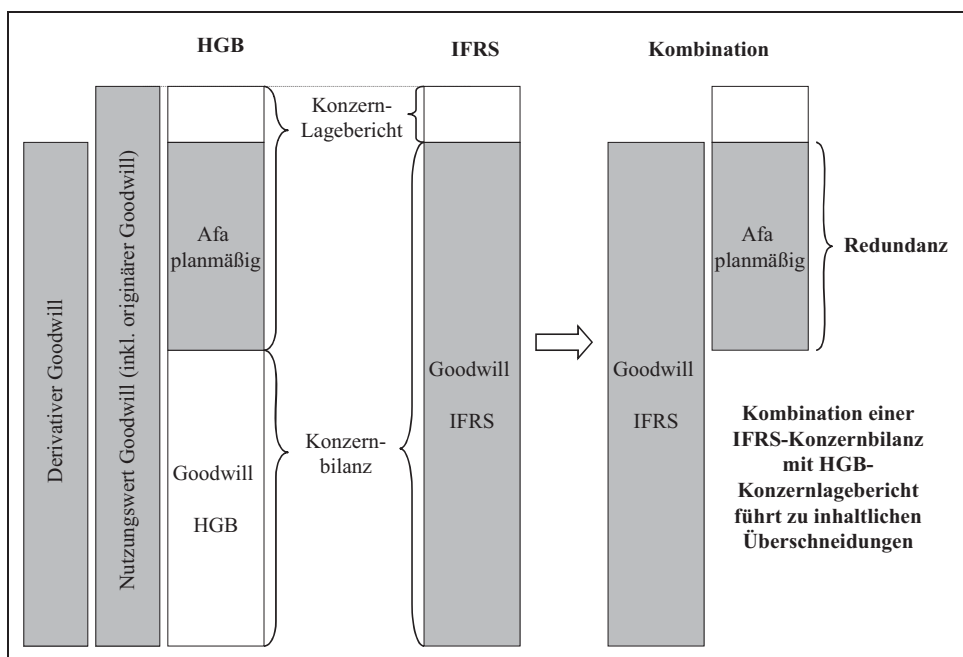 HGB
IFRS
Kombination
Derivativer Goodwill
Nutzungswert Goodwill (inkl. originärer Goodwill)
Afa
planmäßig
Goodwill
HGB
Konzern-
Lagebericht
Konzern-
bilanz
Goodwill
IFRS
Goodwill
IFRS
Afa
planmäßig
Redundanz
Kombination einer
IFRS-Konzernbilanz
mit HGB-
Konzernlagebericht
führt zu inhaltlichen
Überschneidungen